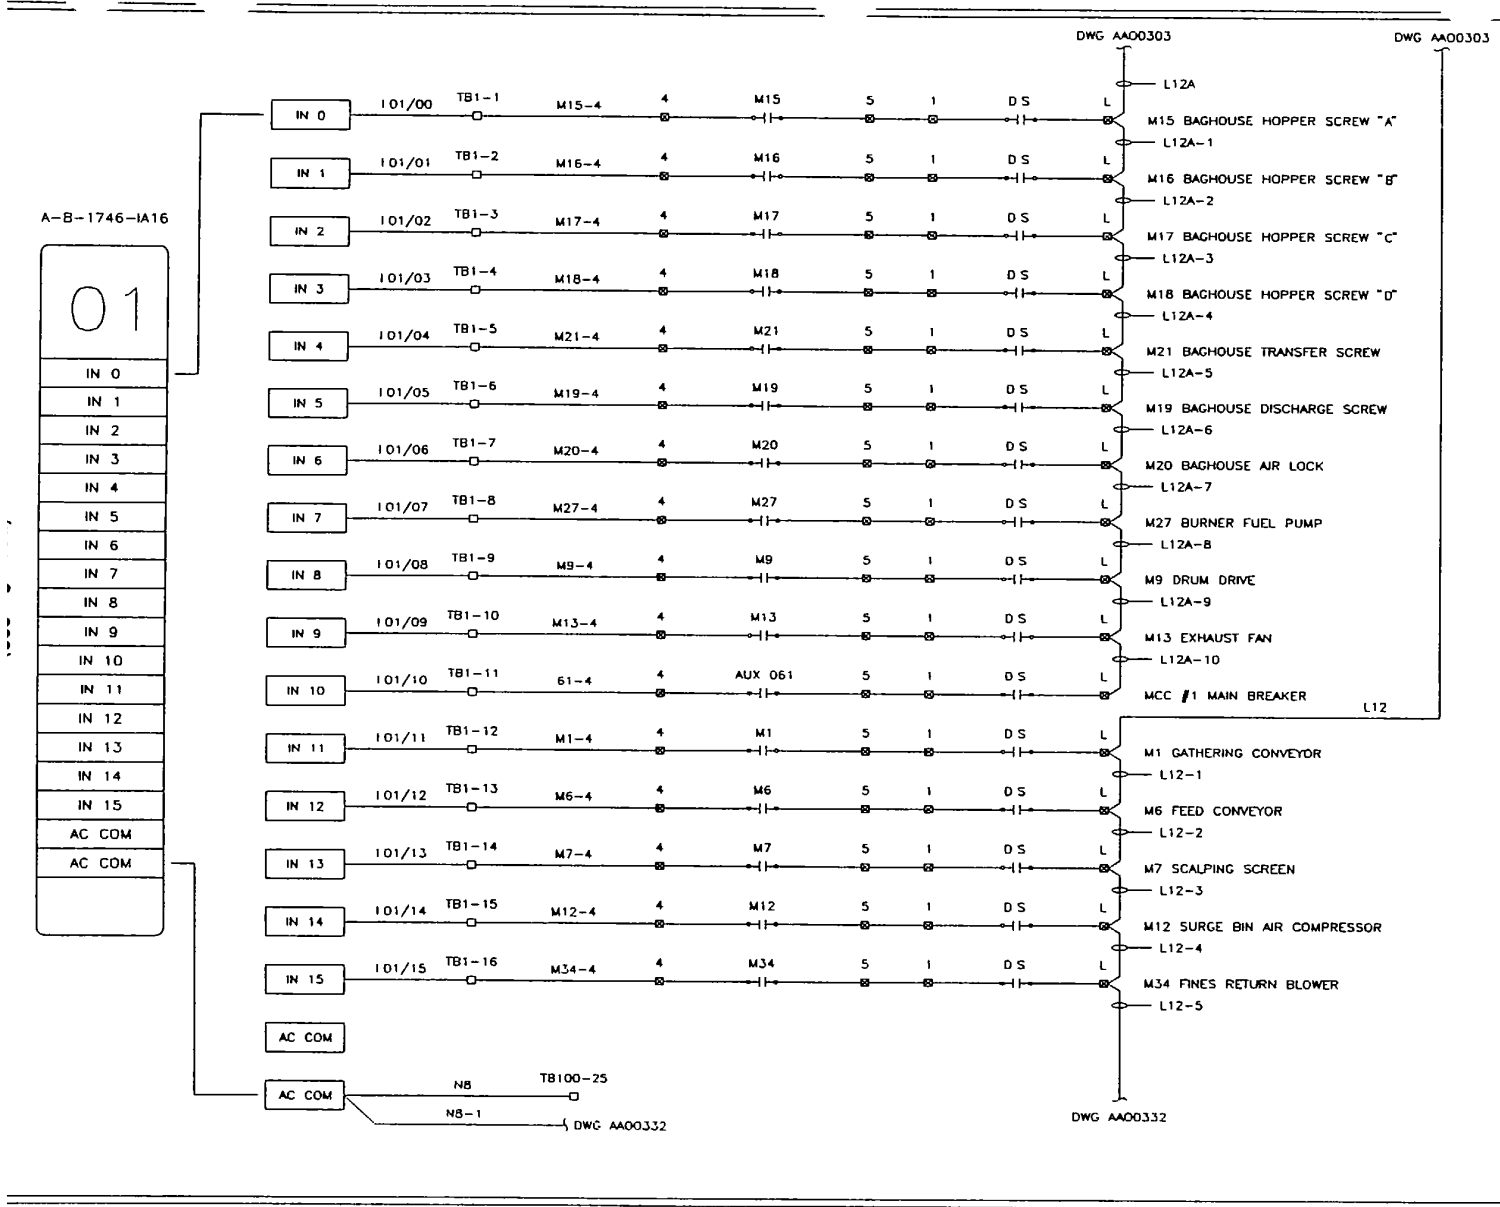 DWG AA00303 DWG AA00303
L12A
IN 0 I01/00 TB1-1 M15-4 4 M15 5 1 DS L M15 BAGHOUSE HOPPER SCREW "A"
L12A-1
IN 1 I01/01 TB1-2 M16-4 4 M16 5 1 DS L M16 BAGHOUSE HOPPER SCREW "B"
L12A-2
A-B-1746-IA16
IN 2 I01/02 TB1-3 M17-4 4 M17 5 1 DS L M17 BAGHOUSE HOPPER SCREW "C"
L12A-3
IN 3 I01/03 TB1-4 M18-4 4 M18 5 1 DS L M18 BAGHOUSE HOPPER SCREW "D"
L12A-4
01
IN 4 I01/04 TB1-5 M21-4 4 M21 5 1 DS L M21 BAGHOUSE TRANSFER SCREW
L12A-5
IN 5 I01/05 TB1-6 M19-4 4 M19 5 1 DS L M19 BAGHOUSE DISCHARGE SCREW
L12A-6
IN 6 I01/06 TB1-7 M20-4 4 M20 5 1 DS L M20 BAGHOUSE AIR LOCK
L12A-7
IN 7 I01/07 TB1-8 M27-4 4 M27 5 1 DS L M27 BURNER FUEL PUMP
L12A-8
IN 8 I01/08 TB1-9 M9-4 4 M9 5 1 DS L M9 DRUM DRIVE
L12A-9
IN 9 I01/09 TB1-10 M13-4 4 M13 5 1 DS L M13 EXHAUST FAN
L12A-10
IN 10 I01/10 TB1-11 61-4 4 AUX 061 5 1 DS L MCC #1 MAIN BREAKER
L12
IN 11 I01/11 TB1-12 M1-4 4 M1 5 1 DS L M1 GATHERING CONVEYOR
L12-1
IN 12 I01/12 TB1-13 M6-4 4 M6 5 1 DS L M6 FEED CONVEYOR
L12-2
IN 13 I01/13 TB1-14 M7-4 4 M7 5 1 DS L M7 SCALPING SCREEN
L12-3
IN 14 I01/14 TB1-15 M12-4 4 M12 5 1 DS L M12 SURGE BIN AIR COMPRESSOR
L12-4
IN 15 I01/15 TB1-16 M34-4 4 M34 5 1 DS L M34 FINES RETURN BLOWER
L12-5
IN 0
IN 1
IN 2
IN 3
IN 4
IN 5
IN 6
IN 7
IN 8
IN 9
IN 10
IN 11
IN 12
IN 13
IN 14
IN 15
AC COM
AC COM
AC COM
AC COM N8 TB100-25
N8-1 DWG AA00332
DWG AA00332